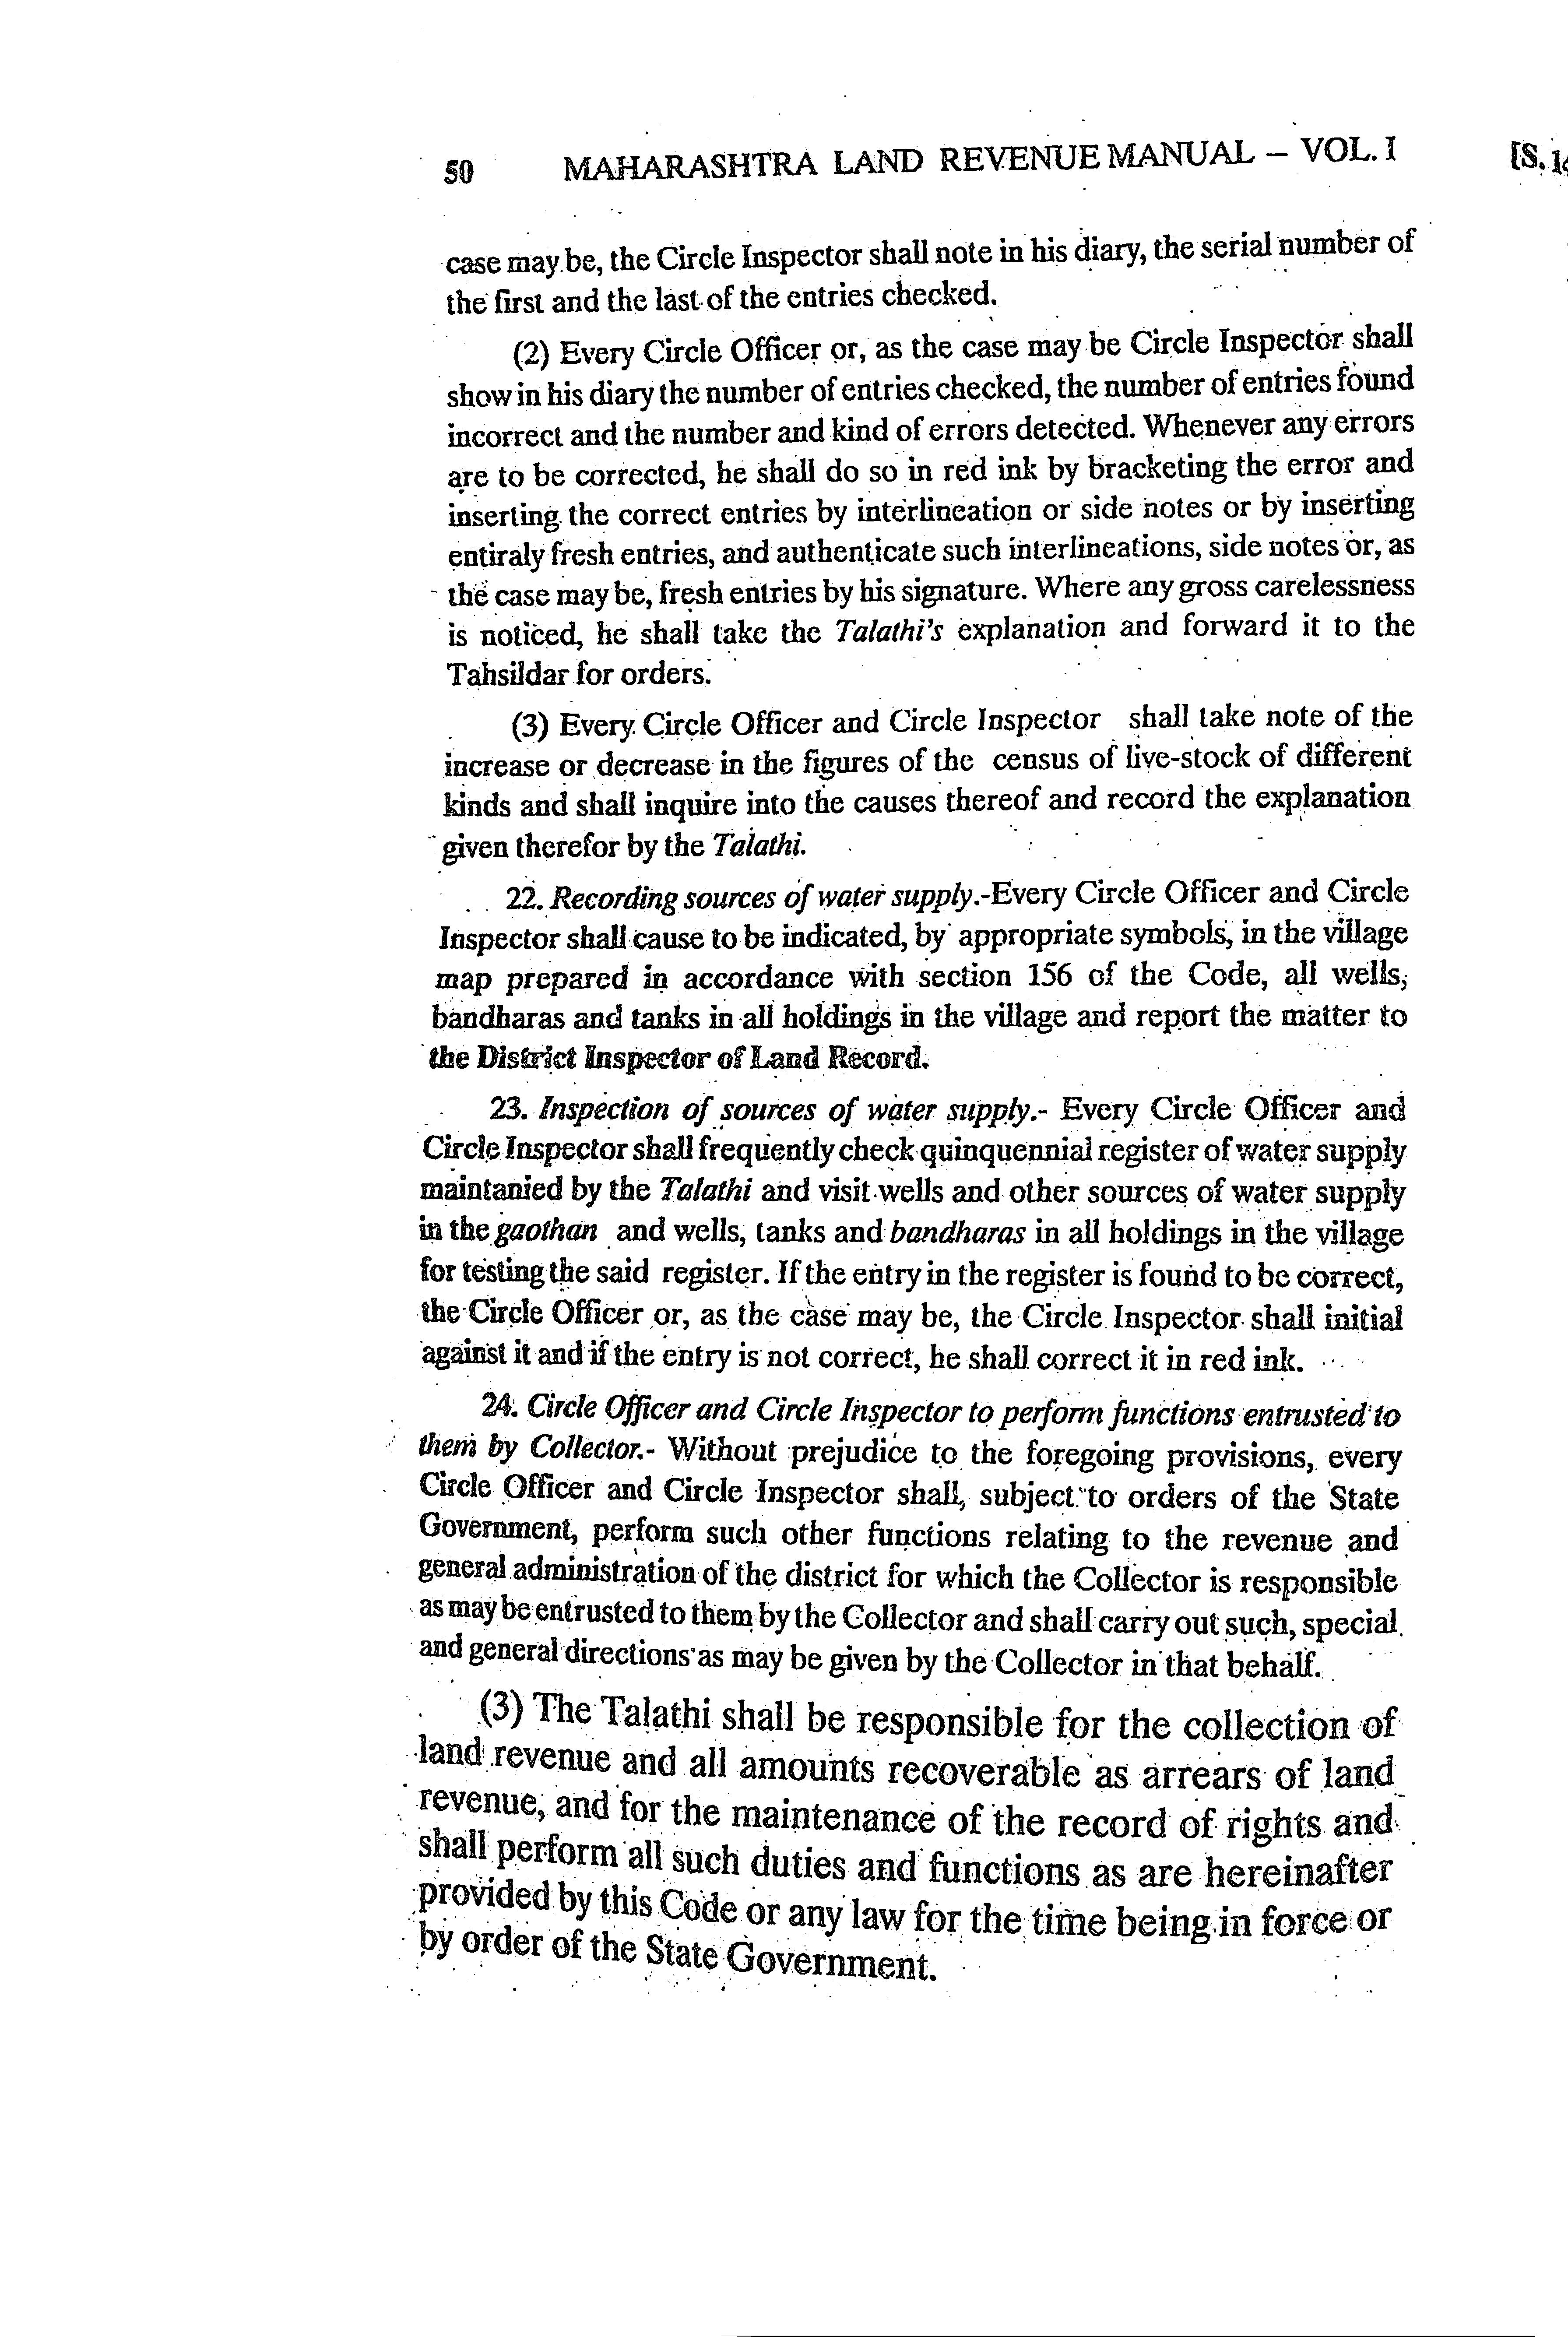 50 MAHARASHTRA LAND REVENUE MANUAL – VOL. I [S.
case may be, the Circle Inspector shall note in his diary, the serial number of
the first and the last of the entries checked.
(2) Every Circle Officer or, as the case may be Circle Inspector shall
show in his diary the number of entries checked, the number of entries found
incorrect and the number and kind of errors detected. Whenever any errors
are to be corrected, he shall do so in red ink by bracketing the error and
inserting the correct entries by interlineation or side notes or by inserting
entiraly fresh entries, and authenticate such interlineations, side notes or, as
the case may be, fresh entries by his signature. Where any gross carelessness
is noticed, he shall take the Talathi's explanation and forward it to the
Tahsildar for orders.
(3) Every Circle Officer and Circle Inspector shall take note of the
increase or decrease in the figures of the census of live-stock of different
kinds and shall inquire into the causes thereof and record the explanation
given therefor by the Talathi.
22. Recording sources of water supply.-Every Circle Officer and Circle
Inspector shall cause to be indicated, by appropriate symbols, in the village
map prepared in accordance with section 156 of the Code, all wells,
bandharas and tanks in all holdings in the village and report the matter to
the District Inspector of Land Record.
23. Inspection of sources of water supply.- Every Circle Officer and
Circle Inspector shall frequently check quinquennial register of water supply
maintanied by the Talathi and visit wells and other sources of water supply
in the gaothan and wells, tanks and bandharas in all holdings in the village
for testing the said register. If the entry in the register is found to be correct,
the Circle Officer or, as the case may be, the Circle Inspector shall initial
against it and if the entry is not correct, he shall correct it in red ink.
24. Circle Officer and Circle Inspector to perform functions entrusted to
them by Collector.- Without prejudice to the foregoing provisions, every
Circle Officer and Circle Inspector shall, subject to orders of the State
Government, perform such other functions relating to the revenue and
general administration of the district for which the Collector is responsible
as may be entrusted to them by the Collector and shall carry out such, special
and general directions as may be given by the Collector in that behalf.
(3) The Talathi shall be responsible for the collection of
land revenue and all amounts recoverable as arrears of land
revenue, and for the maintenance of the record of rights and
shall perform all such duties and functions as are hereinafter
provided by this Code or any law for the time being in force or
by order of the State Government.